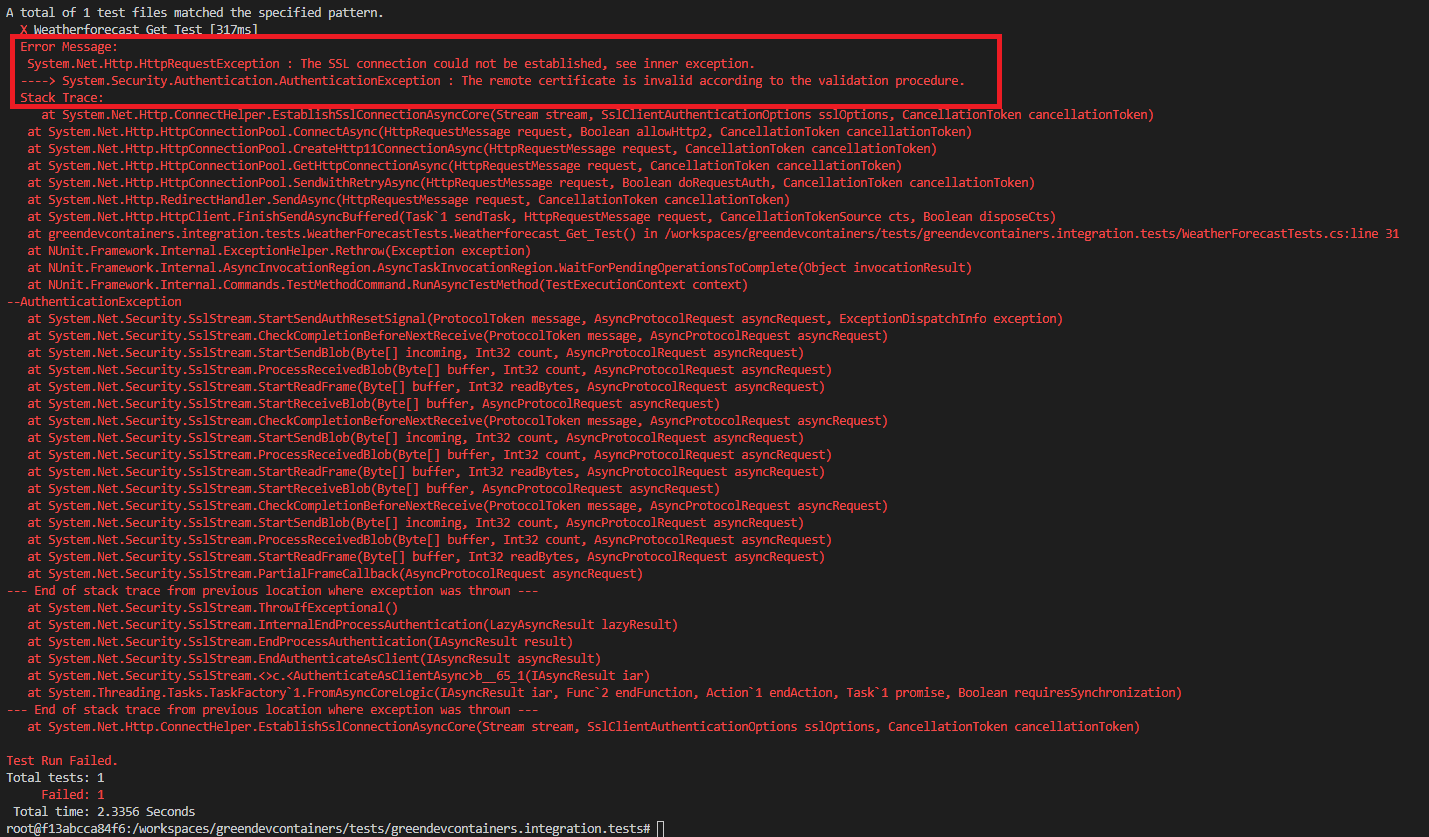 A total of 1 test files matched the specified pattern.
X Weatherforecast_Get_Test [317ms]
Error Message:
System.Net.Http.HttpRequestException : The SSL connection could not be established, see inner exception.
----> System.Security.Authentication.AuthenticationException : The remote certificate is invalid according to the validation procedure.
Stack Trace:
at System.Net.Http.ConnectHelper.EstablishSslConnectionAsyncCore(Stream stream, SslClientAuthenticationOptions sslOptions, CancellationToken cancellationToken)
at System.Net.Http.HttpConnectionPool.ConnectAsync(HttpRequestMessage request, Boolean allowHttp2, CancellationToken cancellationToken)
at System.Net.Http.HttpConnectionPool.CreateHttp11ConnectionAsync(HttpRequestMessage request, CancellationToken cancellationToken)
at System.Net.Http.HttpConnectionPool.GetHttpConnectionAsync(HttpRequestMessage request, CancellationToken cancellationToken)
at System.Net.Http.HttpConnectionPool.SendWithRetryAsync(HttpRequestMessage request, Boolean doRequestAuth, CancellationToken cancellationToken)
at System.Net.Http.RedirectHandler.SendAsync(HttpRequestMessage request, CancellationToken cancellationToken)
at System.Net.Http.HttpClient.FinishSendAsyncBuffered(Task`1 sendTask, HttpRequestMessage request, CancellationTokenSource cts, Boolean disposeCts)
at greendevcontainers.integration.tests.WeatherForecastTests.Weatherforecast_Get_Test() in /workspaces/greendevcontainers/tests/greendevcontainers.integration.tests/WeatherForecastTests.cs:line 31
at NUnit.Framework.Internal.ExceptionHelper.Rethrow(Exception exception)
at NUnit.Framework.Internal.AsyncInvocationRegion.AsyncTaskInvocationRegion.WaitForPendingOperationsToComplete(Object invocationResult)
at NUnit.Framework.Internal.Commands.TestMethodCommand.RunAsyncTestMethod(TestExecutionContext context)
--AuthenticationException
at System.Net.Security.SslStream.StartSendAuthResetSignal(ProtocolToken message, AsyncProtocolRequest asyncRequest, ExceptionDispatchInfo exception)
at System.Net.Security.SslStream.CheckCompletionBeforeNextReceive(ProtocolToken message, AsyncProtocolRequest asyncRequest)
at System.Net.Security.SslStream.StartSendBlob(Byte[] incoming, Int32 count, AsyncProtocolRequest asyncRequest)
at System.Net.Security.SslStream.ProcessReceivedBlob(Byte[] buffer, Int32 count, AsyncProtocolRequest asyncRequest)
at System.Net.Security.SslStream.StartReadFrame(Byte[] buffer, Int32 readBytes, AsyncProtocolRequest asyncRequest)
at System.Net.Security.SslStream.StartReceiveBlob(Byte[] buffer, AsyncProtocolRequest asyncRequest)
at System.Net.Security.SslStream.CheckCompletionBeforeNextReceive(ProtocolToken message, AsyncProtocolRequest asyncRequest)
at System.Net.Security.SslStream.StartSendBlob(Byte[] incoming, Int32 count, AsyncProtocolRequest asyncRequest)
at System.Net.Security.SslStream.ProcessReceivedBlob(Byte[] buffer, Int32 count, AsyncProtocolRequest asyncRequest)
at System.Net.Security.SslStream.StartReadFrame(Byte[] buffer, Int32 readBytes, AsyncProtocolRequest asyncRequest)
at System.Net.Security.SslStream.StartReceiveBlob(Byte[] buffer, AsyncProtocolRequest asyncRequest)
at System.Net.Security.SslStream.CheckCompletionBeforeNextReceive(ProtocolToken message, AsyncProtocolRequest asyncRequest)
at System.Net.Security.SslStream.StartSendBlob(Byte[] incoming, Int32 count, AsyncProtocolRequest asyncRequest)
at System.Net.Security.SslStream.ProcessReceivedBlob(Byte[] buffer, Int32 count, AsyncProtocolRequest asyncRequest)
at System.Net.Security.SslStream.StartReadFrame(Byte[] buffer, Int32 readBytes, AsyncProtocolRequest asyncRequest)
at System.Net.Security.SslStream.PartialFrameCallback(AsyncProtocolRequest asyncRequest)
--- End of stack trace from previous location where exception was thrown ---
at System.Net.Security.SslStream.ThrowIfExceptional()
at System.Net.Security.SslStream.InternalEndProcessAuthentication(LazyAsyncResult lazyResult)
at System.Net.Security.SslStream.EndProcessAuthentication(IAsyncResult result)
at System.Net.Security.SslStream.EndAuthenticateAsClient(IAsyncResult asyncResult)
at System.Net.Security.SslStream.<>c.<AuthenticateAsClientAsync>b__65_1(IAsyncResult iar)
at System.Threading.Tasks.TaskFactory`1.FromAsyncCoreLogic(IAsyncResult iar, Func`2 endFunction, Action`1 endAction, Task`1 promise, Boolean requiresSynchronization)
--- End of stack trace from previous location where exception was thrown ---
at System.Net.Http.ConnectHelper.EstablishSslConnectionAsyncCore(Stream stream, SslClientAuthenticationOptions sslOptions, CancellationToken cancellationToken)
Test Run Failed.
Total tests: 1
Failed: 1
Total time: 2.3356 Seconds
root@f13abcca84f6:/workspaces/greendevcontainers/tests/greendevcontainers.integration.tests#